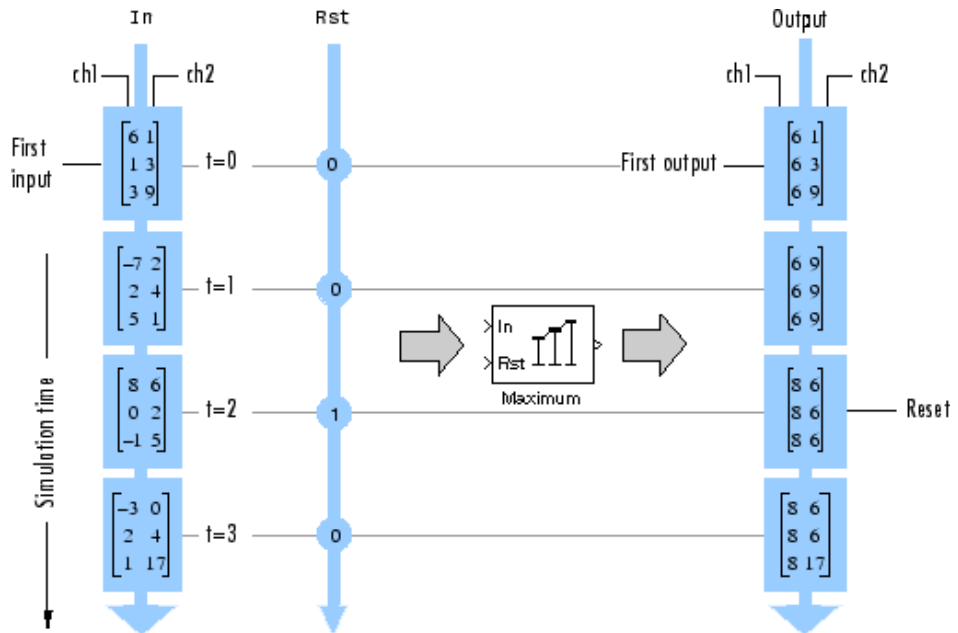 In Rst Output
ch1 ch2 ch1 ch2
First input
[6 1
1 3
3 9]
t=0
0
First output
[6 1
6 3
6 9]
[-7 2
2 4
5 1]
t=1
0
[6 9
6 9
6 9]
In
Rst
Maximum
[8 6
0 2
-1 5]
t=2
1
[8 6
8 6
8 6]
Reset
Simulation time
[-3 0
2 4
1 17]
t=3
0
[8 6
8 6
8 17]